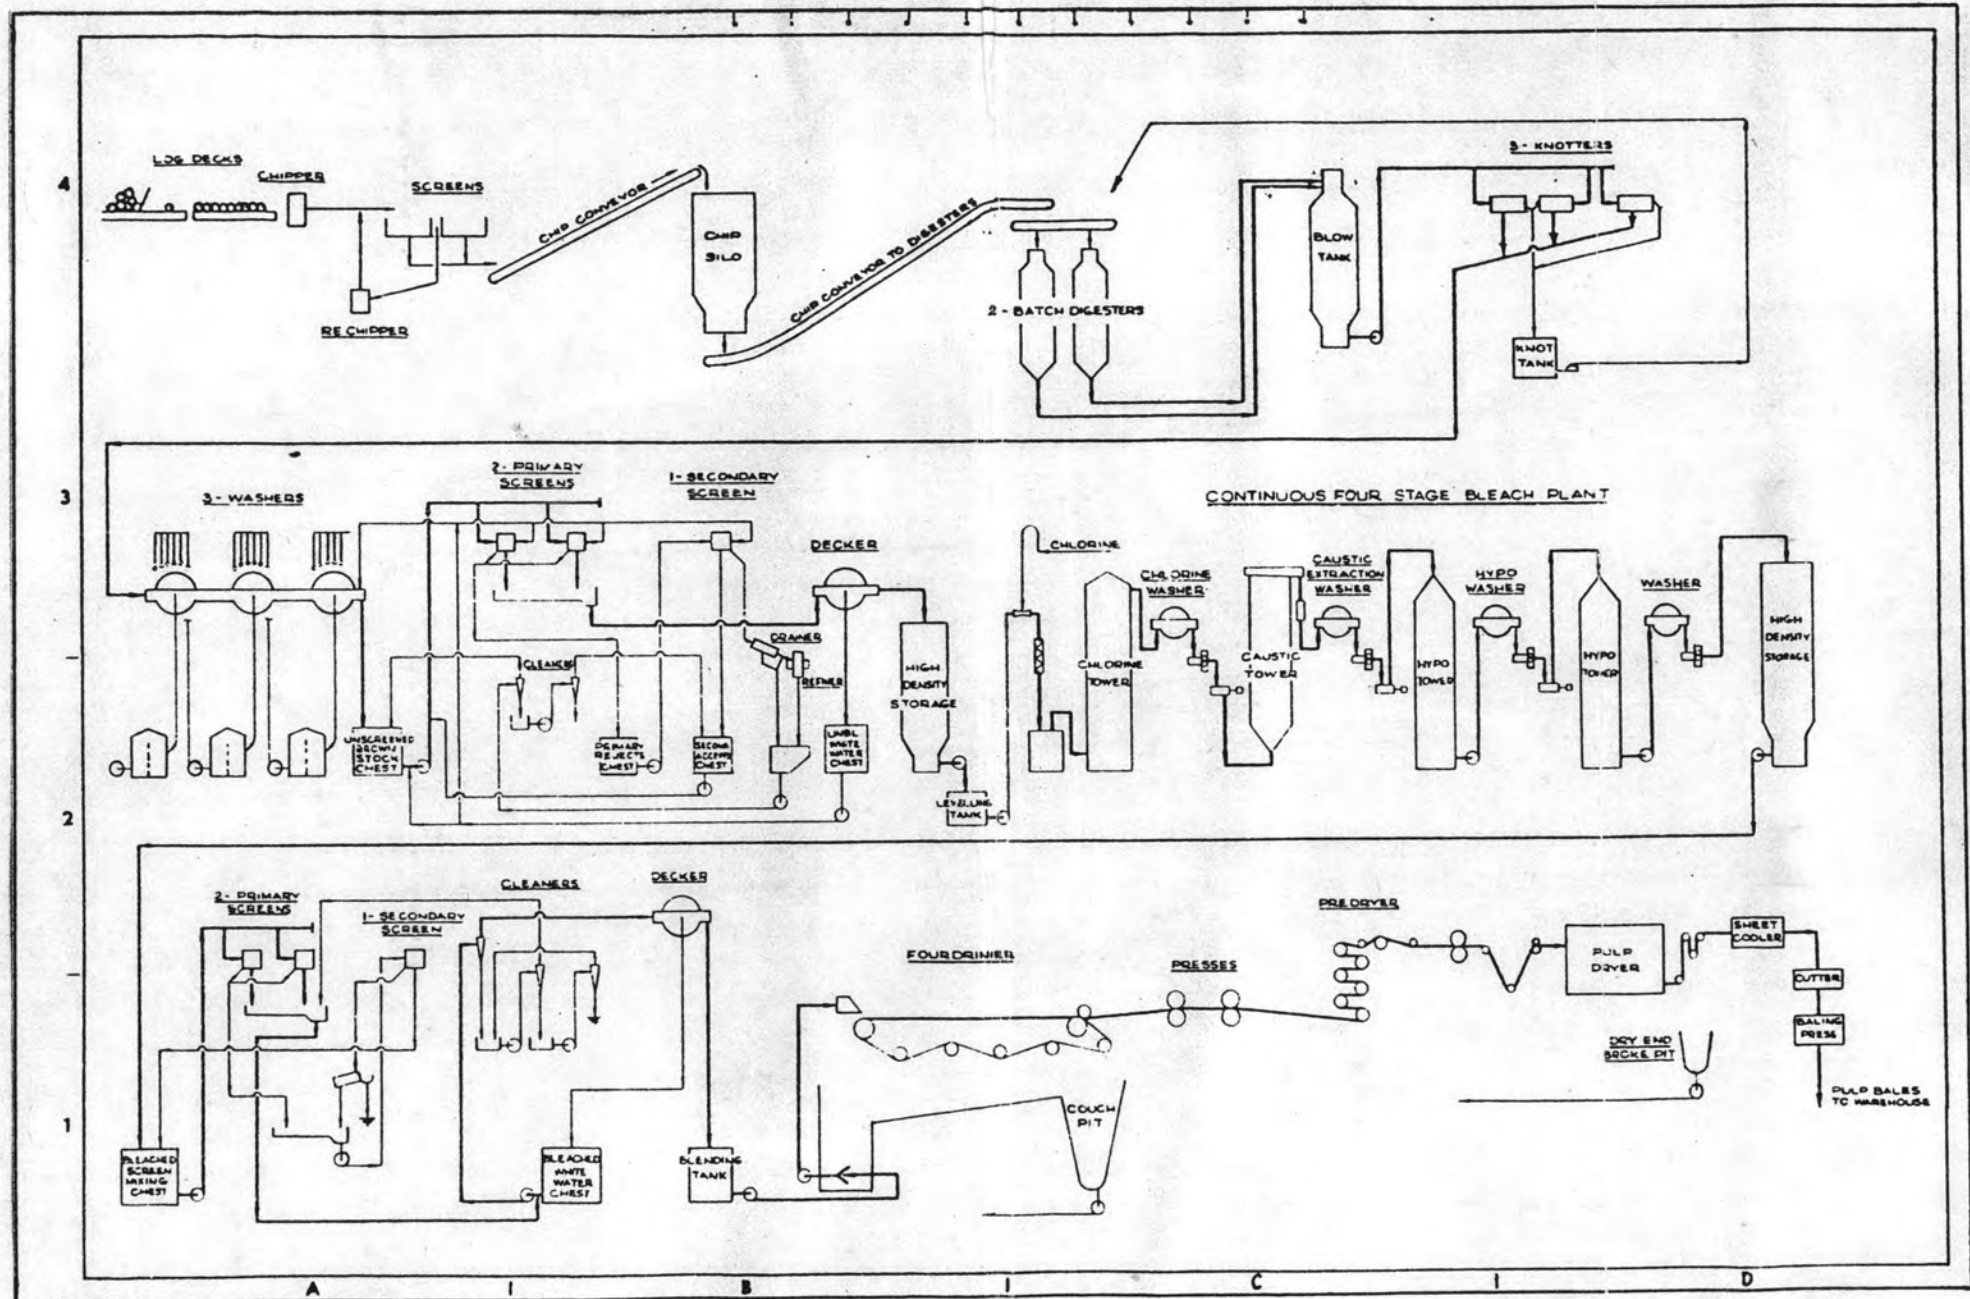 4
LOG DECKS
CHIPPER
SCREENS
RE CHIPPER
CHIP CONVEYOR
CHIP
SILO
CHIP CONVEYOR TO DIGESTERS
2 - BATCH DIGESTERS
BLOW
TANK
3 - KNOTTERS
KNOT
TANK
3
3 - WASHERS
2 - PRIMARY
SCREENS
1 - SECONDARY
SCREEN
DECKER
CONTINUOUS FOUR STAGE BLEACH PLANT
CHLORINE
CHLORINE
WASHER
CAUSTIC
EXTRACTION
WASHER
HYPO
WASHER
WASHER
DRAINER
REFINER
CLEANERS
HIGH
DENSITY
STORAGE
CHLORINE
TOWER
CAUSTIC
TOWER
HYPO
TOWER
HYPO
TOWER
HIGH
DENSITY
STORAGE
UNSCREENED
BROWN
STOCK
CHEST
PRIMARY
REJECTS
CHEST
SECOND
ACCEPTS
CHEST
UNBL
WHITE
WATER
CHEST
LEVELLING
TANK
2
2 - PRIMARY
SCREENS
1 - SECONDARY
SCREEN
CLEANERS
DECKER
FOURDRINIER
PRESSES
PREDRYER
PULP
DRYER
SHEET
COOLER
CUTTER
BALING
PRESS
DRY END
BROKE PIT
PULP BALES
TO WAREHOUSE
COUCH
PIT
1
BLEACHED
SCREEN
MIXING
CHEST
BLEACHED
WHITE
WATER
CHEST
BLENDING
TANK
A B C D